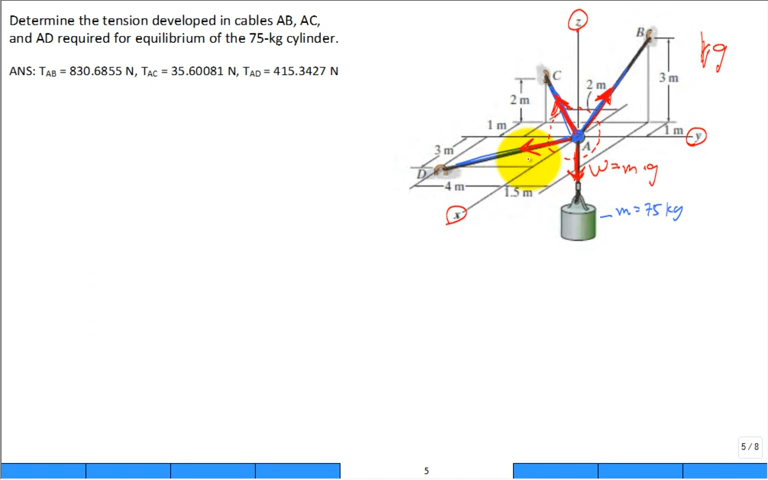 Determine the tension developed in cables AB, AC,
and AD required for equilibrium of the 75-kg cylinder.
ANS: TAB = 830.6855 N, TAC = 35.60081 N, TAD = 415.3427 N
z
B
kg
C
2 m
3 m
2 m
1 m
1 m
y
A
3 m
D
W=m·g
4 m
1.5 m
x
m=75 kg
5/8
5